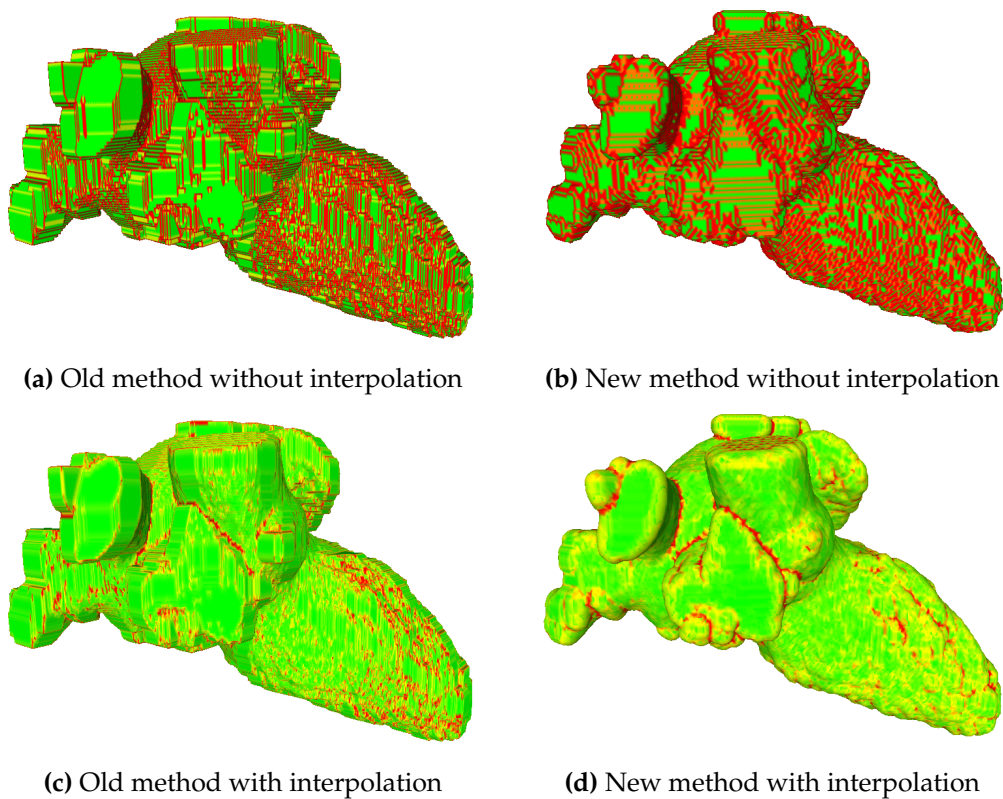 (a) Old method without interpolation
(b) New method without interpolation
(c) Old method with interpolation
(d) New method with interpolation